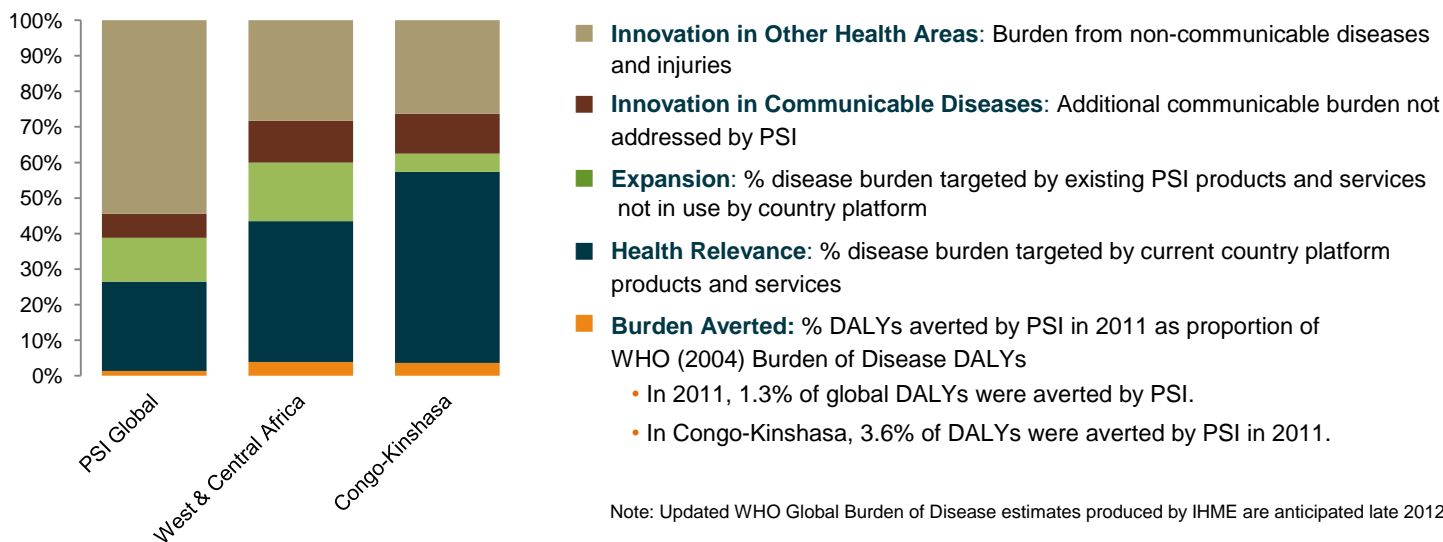 100%
90%
80%
70%
60%
50%
40%
30%
20%
10%
0%
PSI Global
West & Central Africa
Congo-Kinshasa
Innovation in Other Health Areas: Burden from non-communicable diseases
and injuries
Innovation in Communicable Diseases: Additional communicable burden not
addressed by PSI
Expansion: % disease burden targeted by existing PSI products and services
not in use by country platform
Health Relevance: % disease burden targeted by current country platform
products and services
Burden Averted: % DALYs averted by PSI in 2011 as proportion of
WHO (2004) Burden of Disease DALYs
• In 2011, 1.3% of global DALYs were averted by PSI.
• In Congo-Kinshasa, 3.6% of DALYs were averted by PSI in 2011.
Note: Updated WHO Global Burden of Disease estimates produced by IHME are anticipated late 2012